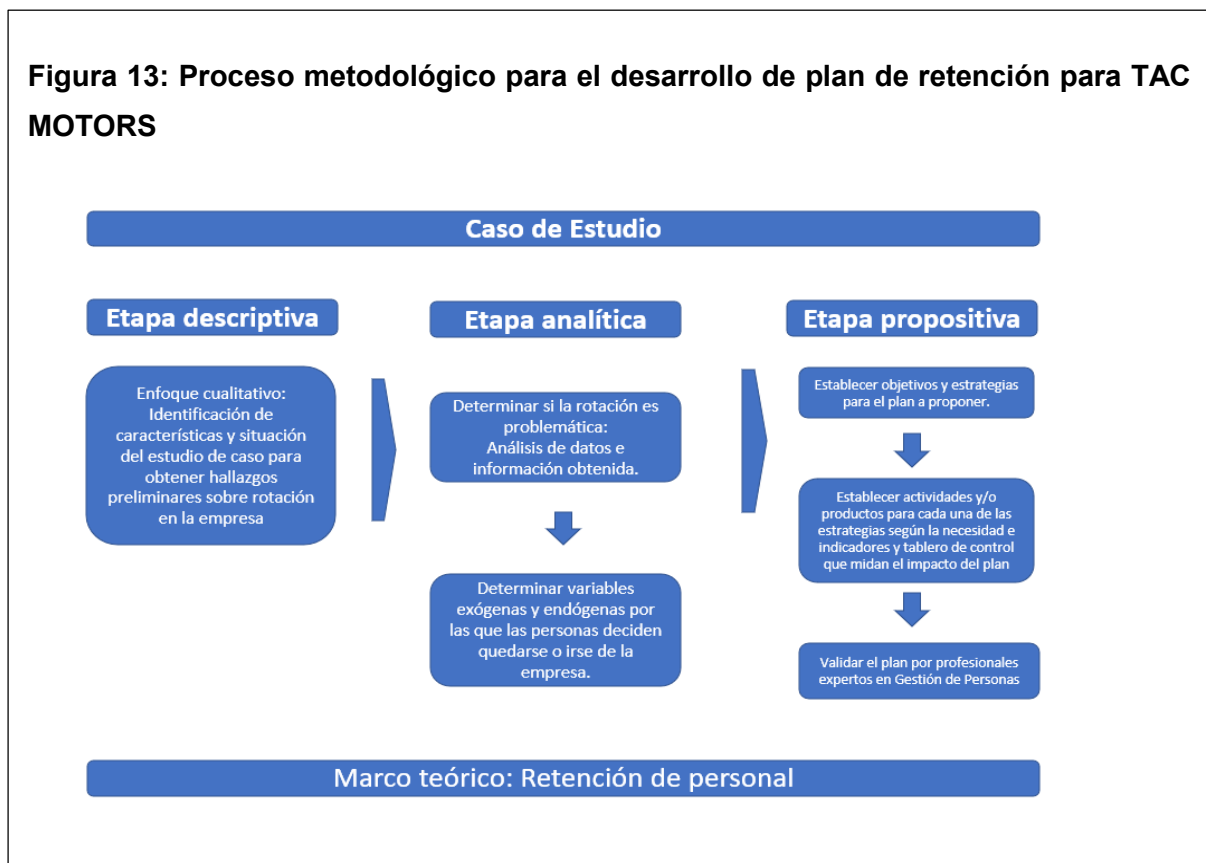 Figura 13: Proceso metodológico para el desarrollo de plan de retención para TAC
MOTORS
Caso de Estudio
Etapa descriptiva
Enfoque cualitativo:
Identificación de
características y situación
del estudio de caso para
obtener hallazgos
preliminares sobre rotación
en la empresa
Etapa analítica
Determinar si la rotación es
problemática:
Análisis de datos e
información obtenida.
Determinar variables
exógenas y endógenas por
las que las personas deciden
quedarse o irse de la
empresa.
Etapa propositiva
Establecer objetivos y estrategias
para el plan a proponer.
Establecer actividades y/o
productos para cada una de las
estrategias según la necesidad e
indicadores y tablero de control
que midan el impacto del plan
Validar el plan por profesionales
expertos en Gestión de Personas
Marco teórico: Retención de personal